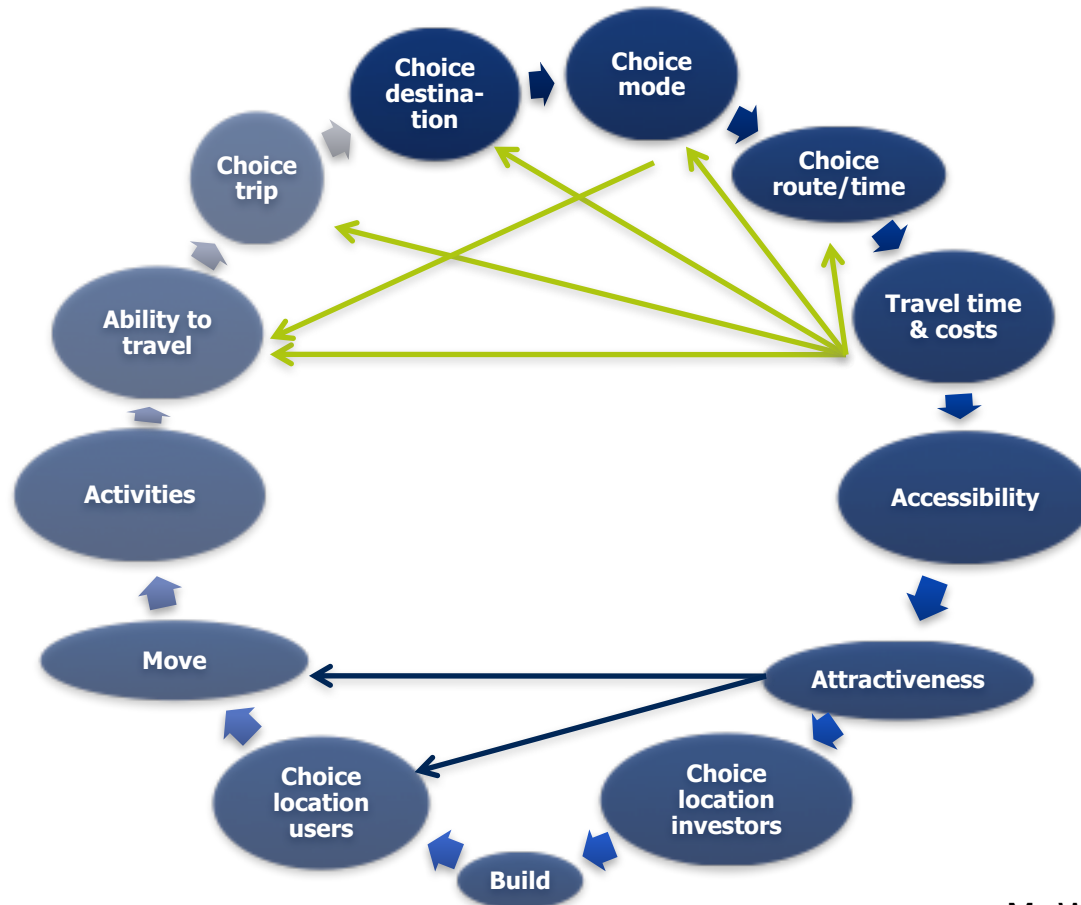 Choice
destina-
tion
Choice
mode
Choice
route/time
Travel time
& costs
Accessibility
Attractiveness
Choice
location
investors
Build
Choice
location
users
Move
Activities
Ability to
travel
Choice
trip